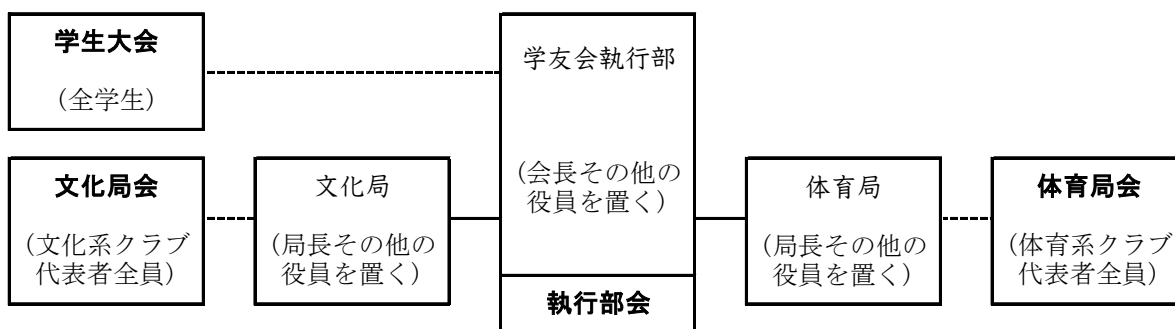 学生大会
(全学生)
学友会執行部
(会長その他の
役員を置く)
執行部会
文化局会
(文化系クラブ
代表者全員)
文化局
(局長その他の
役員を置く)
体育局
(局長その他の
役員を置く)
体育局会
(体育系クラブ
代表者全員)